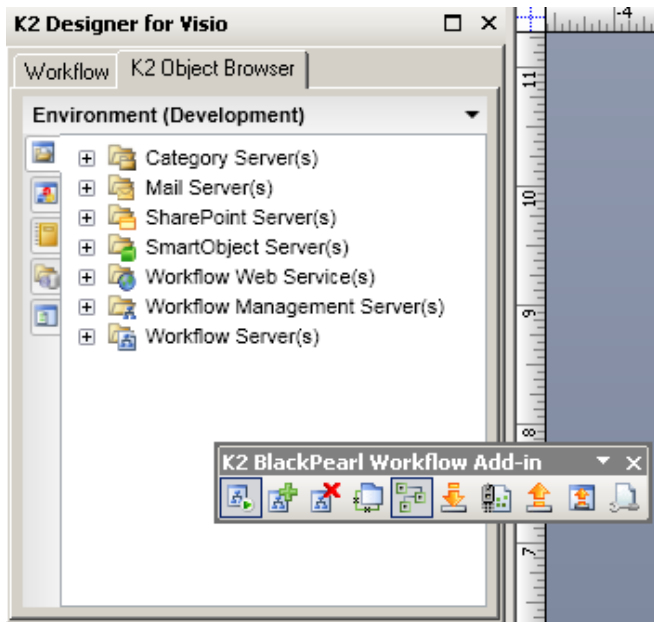 K2 Designer for Visio
Workflow
K2 Object Browser
Environment (Development)
Category Server(s)
Mail Server(s)
SharePoint Server(s)
SmartObject Server(s)
Workflow Web Service(s)
Workflow Management Server(s)
Workflow Server(s)
K2 BlackPearl Workflow Add-in
-4
11
10
9
8
7